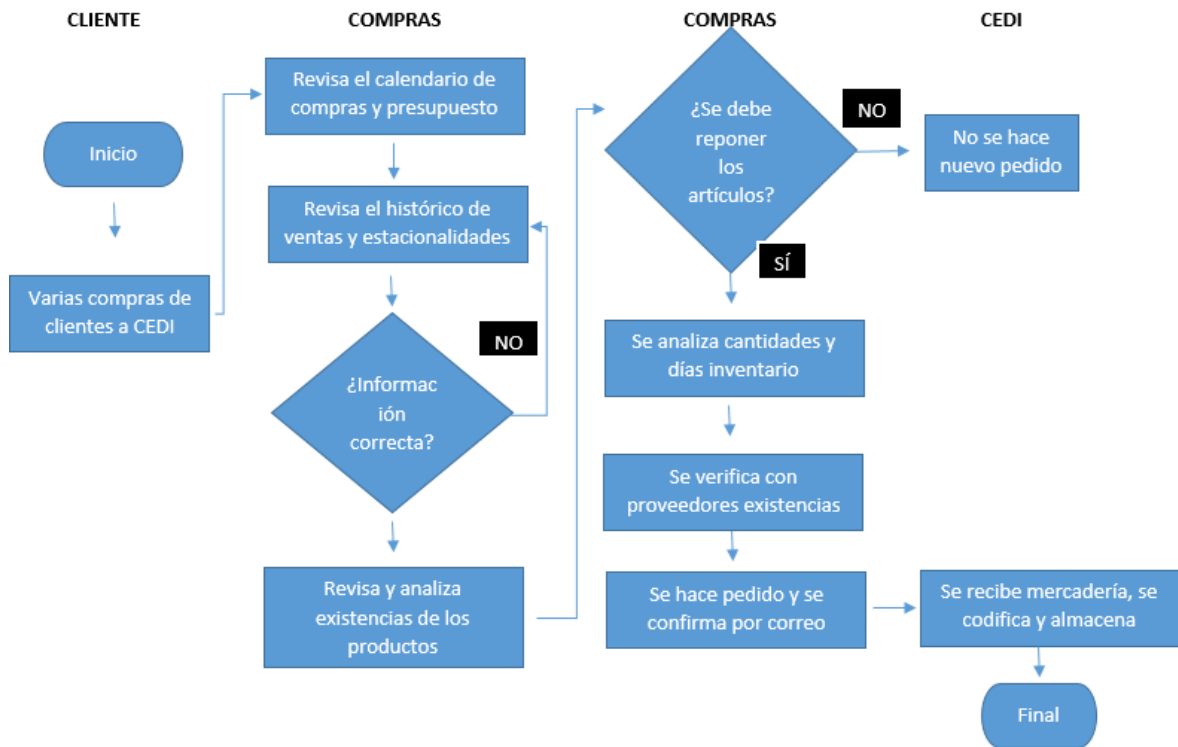 CLIENTE
COMPRAS
COMPRAS
CEDI
Inicio
Varias compras de
clientes a CEDI
Revisa el calendario de
compras y presupuesto
Revisa el histórico de
ventas y estacionalidades
NO
¿Informac
ión
correcta?
Revisa y analiza
existencias de los
productos
¿Se debe
reponer
los
artículos?
NO
No se hace
nuevo pedido
SÍ
Se analiza cantidades y
días inventario
Se verifica con
proveedores existencias
Se hace pedido y se
confirma por correo
Se recibe mercadería, se
codifica y almacena
Final